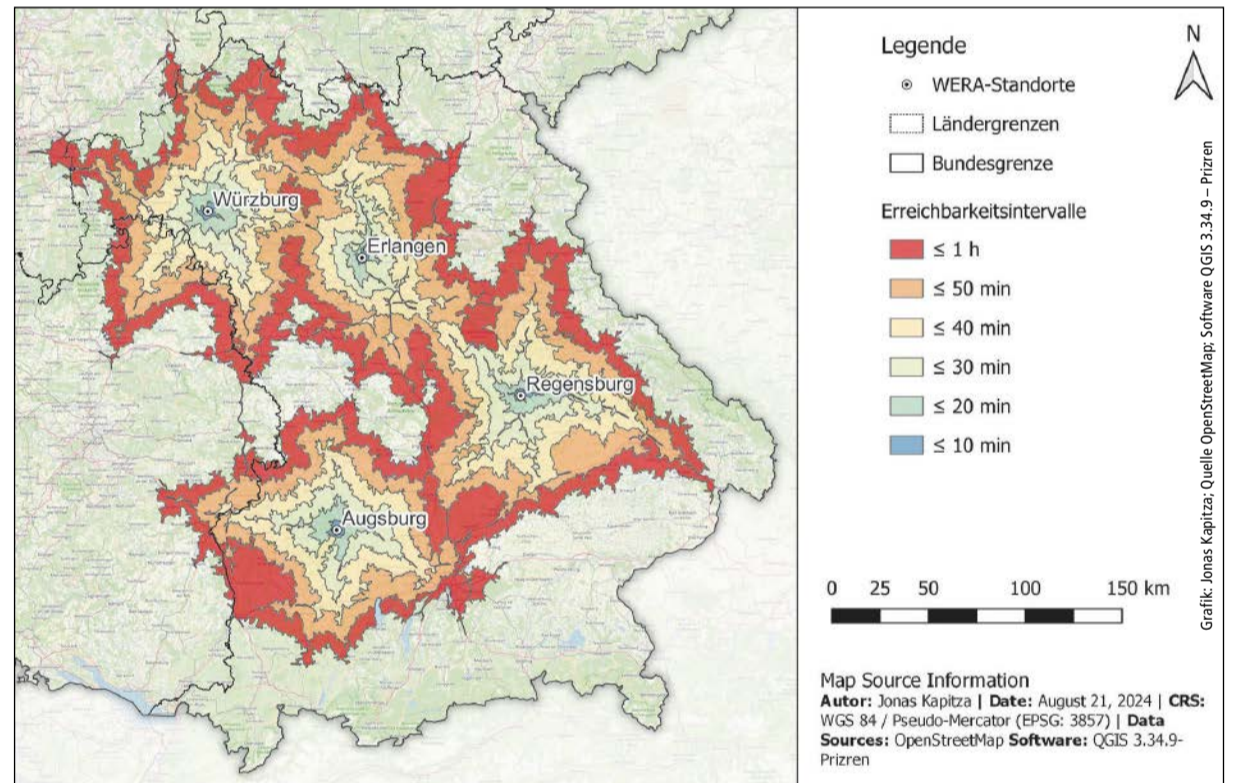 Würzburg
Erlangen
Regensburg
Augsburg
Legende
N
WERA-Standorte
Ländergrenzen
Bundesgrenze
Erreichbarkeitsintervalle
≤ 1 h
≤ 50 min
≤ 40 min
≤ 30 min
≤ 20 min
≤ 10 min
0 25 50 100 150 km
Map Source Information
Autor: Jonas Kapitza | Date: August 21, 2024 | CRS:
WGS 84 / Pseudo-Mercator (EPSG: 3857) | Data
Sources: OpenStreetMap Software: QGIS 3.34.9-
Prizren
Grafik: Jonas Kapitza; Quelle OpenStreetMap; Software QGIS 3.34.9 – Prizren